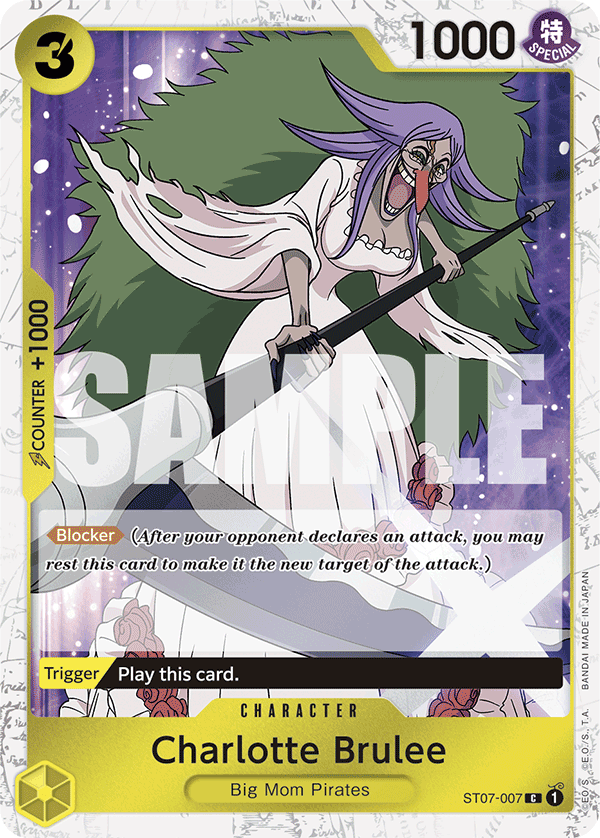 3
1000
特
SPECIAL
COUNTER +1000
SAMPLE
Blocker (After your opponent declares an attack, you may
rest this card to make it the new target of the attack.)
Trigger Play this card.
CHARACTER
Charlotte Brulee
Big Mom Pirates
ST07-007 C 1
©E.O./S. ©E.O./S., T.A. BANDAI MADE IN JAPAN